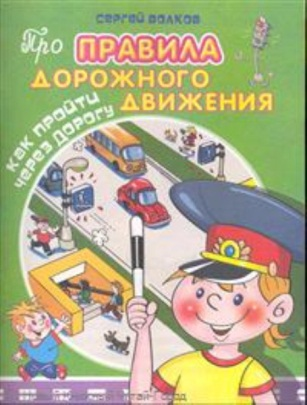 СЕРГЕЙ ВОЛКОВ
Про ПРАВИЛА
ДОРОЖНОГО
ДВИЖЕНИЯ
КАК ПРОЙТИ
ЧЕРЕЗ ДОРОГУ